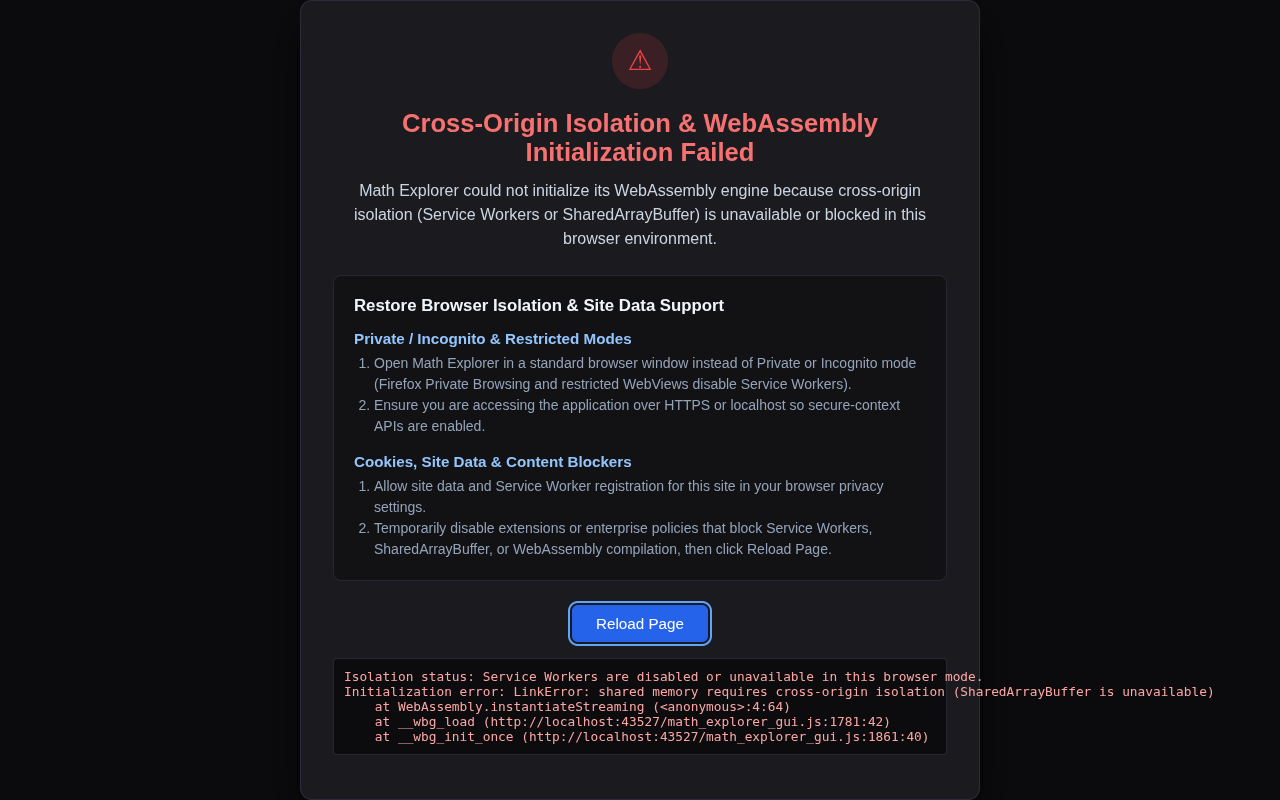 Cross-Origin Isolation & WebAssembly
Initialization Failed
Math Explorer could not initialize its WebAssembly engine because cross-origin
isolation (Service Workers or SharedArrayBuffer) is unavailable or blocked in this
browser environment.
Restore Browser Isolation & Site Data Support
Private / Incognito & Restricted Modes
1. Open Math Explorer in a standard browser window instead of Private or Incognito mode
(Firefox Private Browsing and restricted WebViews disable Service Workers).
2. Ensure you are accessing the application over HTTPS or localhost so secure-context
APIs are enabled.
Cookies, Site Data & Content Blockers
1. Allow site data and Service Worker registration for this site in your browser privacy
settings.
2. Temporarily disable extensions or enterprise policies that block Service Workers,
SharedArrayBuffer, or WebAssembly compilation, then click Reload Page.
Reload Page
Isolation status: Service Workers are disabled or unavailable in this browser mode.
Initialization error: LinkError: shared memory requires cross-origin isolation (SharedArrayBuffer is unavailable)
    at WebAssembly.instantiateStreaming (<anonymous>:4:64)
    at __wbg_load (http://localhost:43527/math_explorer_gui.js:1781:42)
    at __wbg_init_once (http://localhost:43527/math_explorer_gui.js:1861:40)